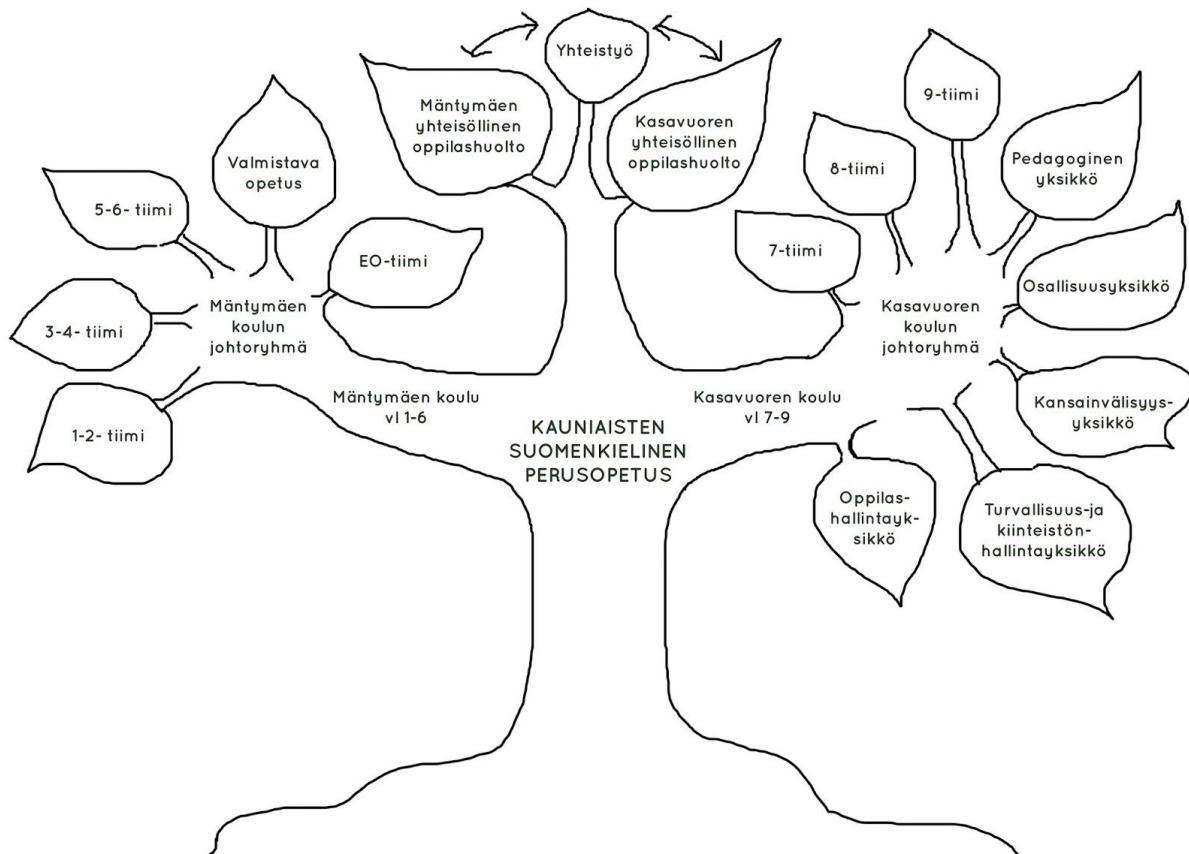 Yhteistyö
Mäntymäen
yhteisöllinen
oppilashuolto
Kasavuoren
yhteisöllinen
oppilashuolto
Valmistava
opetus
5-6- tiimi
3-4- tiimi
1-2- tiimi
EO-tiimi
Mäntymäen
koulun
johtoryhmä
9-tiimi
8-tiimi
7-tiimi
Pedagoginen
yksikkö
Osallisuusyksikkö
Kasavuoren
koulun
johtoryhmä
Kansainvälisyys-
yksikkö
Turvallisuus-ja
kiinteistön-
hallintayksikkö
Oppilas-
hallintayk-
sikkö
Mäntymäen koulu
vl 1-6
Kasavuoren koulu
vl 7-9
KAUNIAISTEN
SUOMENKIELINEN
PERUSOPETUS